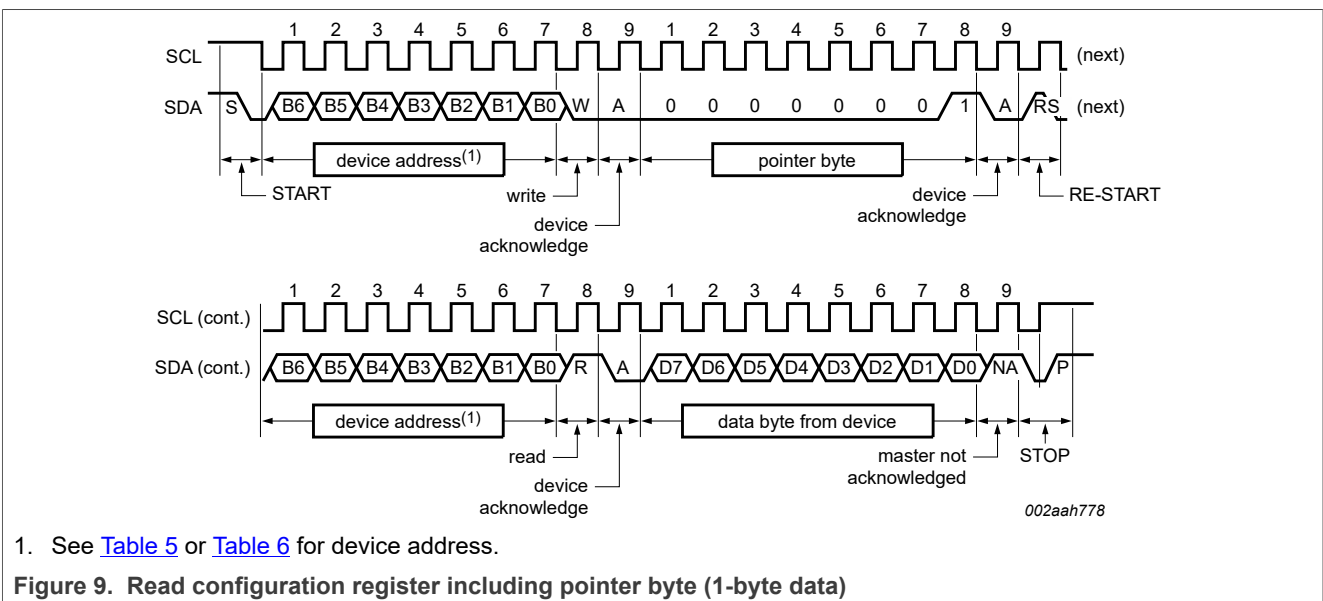 1 2 3 4 5 6 7 8 9 1 2 3 4 5 6 7 8 9
SCL (next)
SDA S B6 B5 B4 B3 B2 B1 B0 W A 0 0 0 0 0 0 0 1 A RS (next)
device address(1) pointer byte
START write device RE-START
device acknowledge
acknowledge
1 2 3 4 5 6 7 8 9 1 2 3 4 5 6 7 8 9
SCL (cont.)
SDA (cont.) B6 B5 B4 B3 B2 B1 B0 R A D7 D6 D5 D4 D3 D2 D1 D0 NA P
device address(1) data byte from device
read master not STOP
device acknowledged
acknowledge 002aah778
1. See Table 5 or Table 6 for device address.
Figure 9. Read configuration register including pointer byte (1-byte data)